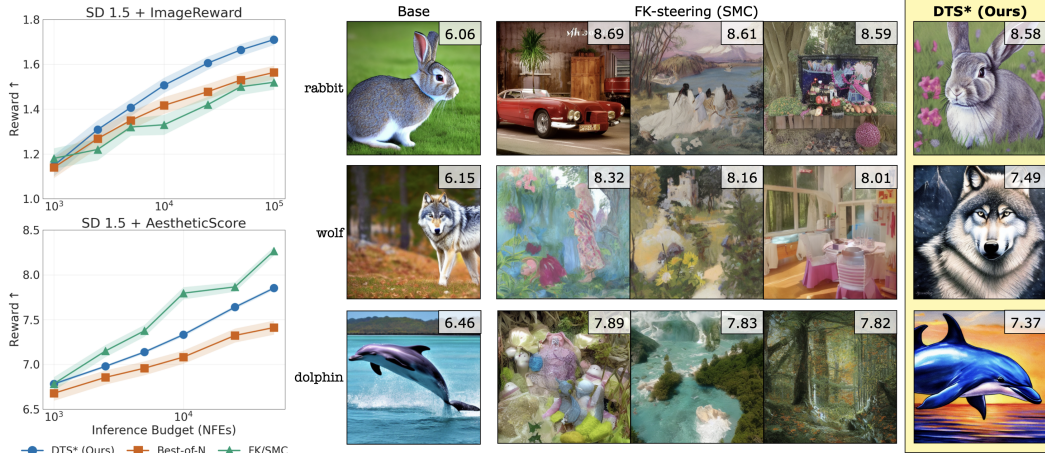 SD 1.5 + ImageReward
1.8
1.6
1.4
1.2
1.0
Reward ↑
10³
10⁴
10⁵
SD 1.5 + AestheticScore
8.5
8.0
7.5
7.0
6.5
Reward ↑
10³
10⁴
Inference Budget (NFEs)
DTS* (Ours) Best-of-N FK/SMC
Base FK-steering (SMC) DTS* (Ours)
rabbit 6.06 8.69 8.61 8.59 8.58
wolf 6.15 8.32 8.16 8.01 7.49
dolphin 6.46 7.89 7.83 7.82 7.37